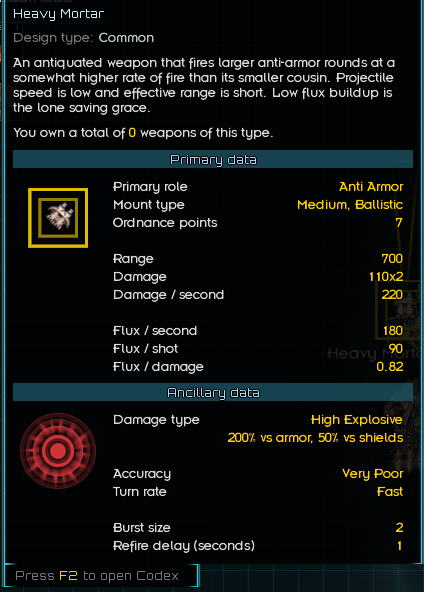 Heavy Mortar
Design type: Common
An antiquated weapon that fires larger anti-armor rounds at a
somewhat higher rate of fire than its smaller cousin. Projectile
speed is low and effective range is short. Low flux buildup is
the lone saving grace.
You own a total of 0 weapons of this type.
Primary data
Primary role Anti Armor
Mount type Medium, Ballistic
Ordnance points 7
Range 700
Damage 110x2
Damage / second 220
Flux / second 180
Flux / shot 90
Heavy Morta
Flux / damage 0.82
Ancillary data
Damage type High Explosive
200% vs armor, 50% vs shields
Accuracy Very Poor
Turn rate Fast
Burst size 2
Refire delay (seconds) 1
Press F2 to open Codex